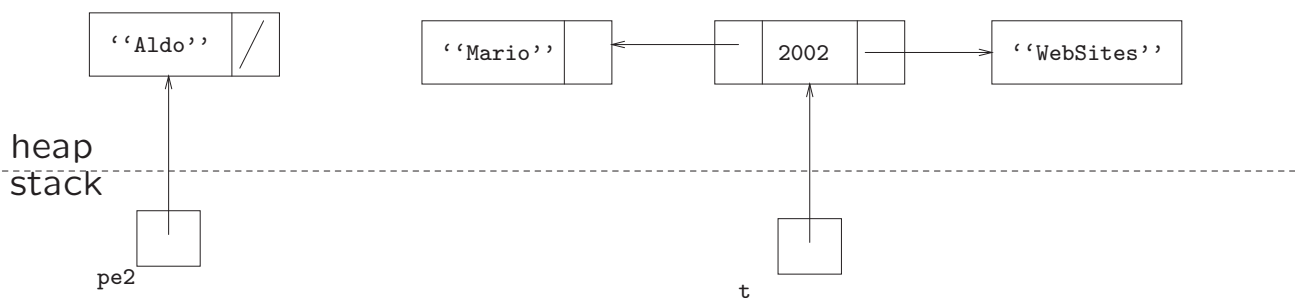 ‘‘Aldo’’ ‘‘Mario’’ 2002 ‘‘WebSites’’
heap
stack
pe2
t